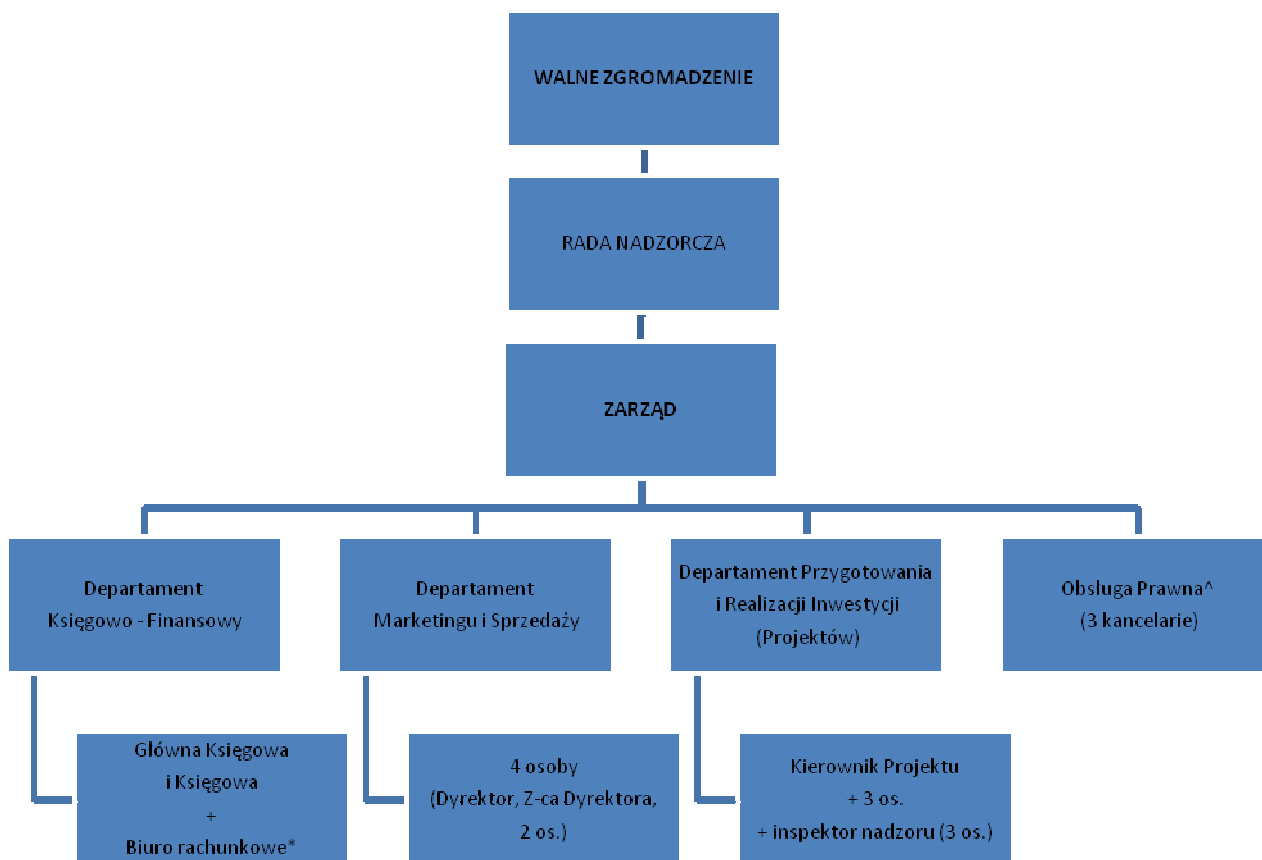 WALNE ZGROMADZENIE
RADA NADZORCZA
ZARZĄD
Departament
Księgowo - Finansowy
Departament
Marketingu i Sprzedaży
Departament Przygotowania
i Realizacji Inwestycji
(Projektów)
Obsługa Prawna^
(3 kancelarie)
Główna Księgowa
i Księgowa
+
Biuro rachunkowe*
4 osoby
(Dyrektor, Z-ca Dyrektora,
2 os.)
Kierownik Projektu
+ 3 os.
+ inspektor nadzoru (3 os.)